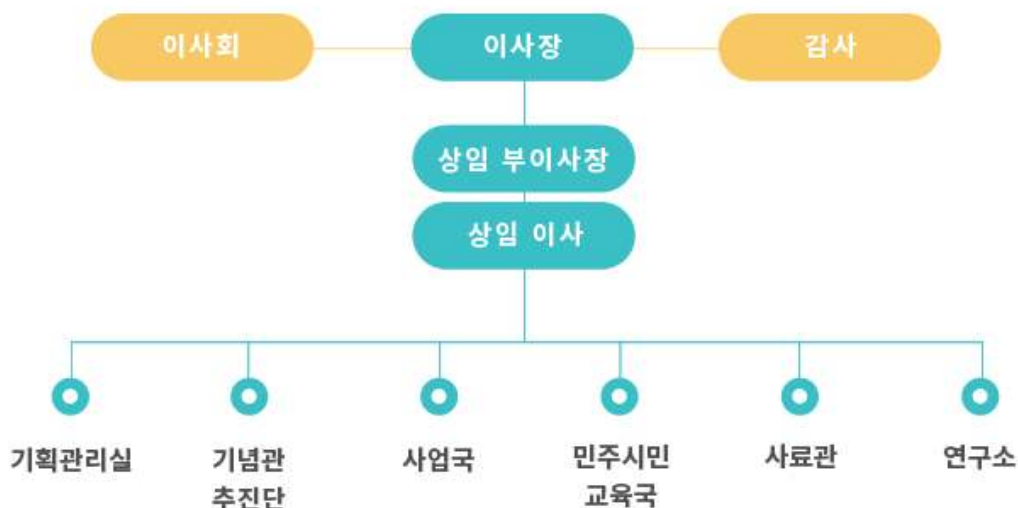 이사회
이사장
감사
상임 부이사장
상임 이사
기획관리실
기념관
추진단
사업국
민주시민
교육국
사료관
연구소